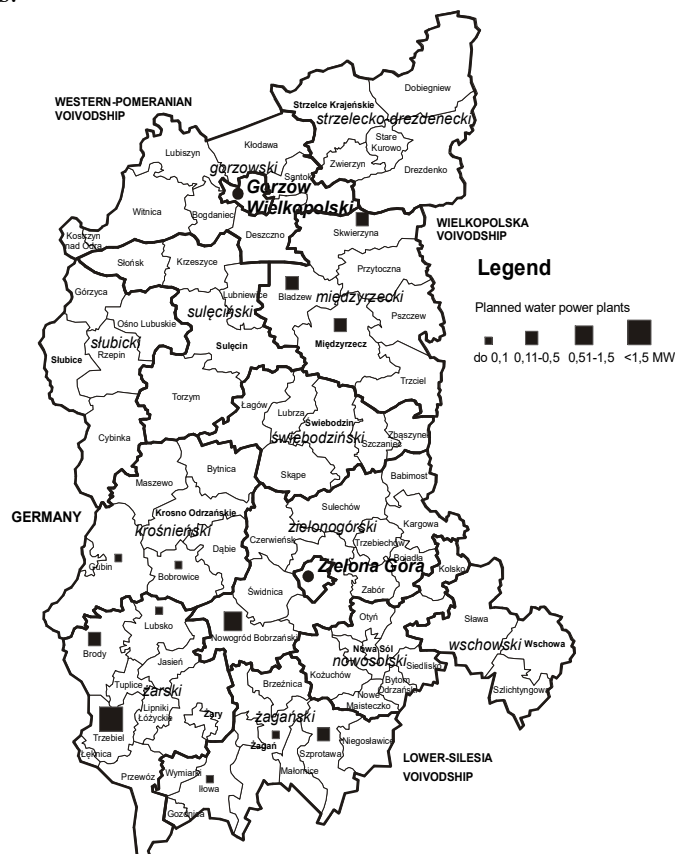 Dobiegniew
WESTERN-POMERANIAN
VOIVODSHIP
Strzelce Krajeńskie
strzelecko-drezdenecki
Kłodawa
Stare
Kurowo
Lubiszyn
gorzowski
Santok
Zwierzyn
Drezdenko
Gorzów
Wielkopolski
Witnica
Bogdaniec
Deszczno
Skwierzyna
WIELKOPOLSKA
VOIVODSHIP
Kostrzyn
nad Odrą
Słońsk
Krzeszyce
Przytoczna
Legend
Górzyca
Lubniewice
Bladzew
międzyrzecki
Planned water power plants
sulęciński
Pszczew
Ośno Lubuskie
słubicki
Słubice
Rzepin
Sulęcin
Międzyrzecz
do 0,1 0,11-0,5 0,51-1,5 <1,5 MW
Trzciel
Torzym
Łagów
Lubrza
Świebodzin
świebodziński
Zbąszynek
Szczaniec
Cybinka
Skąpe
Bytnica
Maszewo
Babimost
Sulechów
GERMANY
Krosno Odrzańskie
krośnieński
zielonogórski
Kargowa
Czerwieńsk
Trzebiechów
Dąbie
Bojadła
Gubin
Bobrowice
Zielona Góra
Kolsko
Świdnica
Zabór
Lubsko
Otyń
Sława
Brody
Nowogród Bobrzański
Nowa Sól
nowosolski
wschowski
Wschowa
Jasień
Siedlisko
Kożuchów
Tuplice
żarski
Brzeźnica
Bytom
Odrzański
Szlichtyngowa
Lipniki
Łóżyckie
Nowe
Miasteczko
Żary
żagański
Trzebiel
Żagań
Szprotawa
Niegosławice
Łęknica
LOWER-SILESIA
VOIVODSHIP
Przewóz
Wymiarki
Iłowa
Małomice
Gozdnica